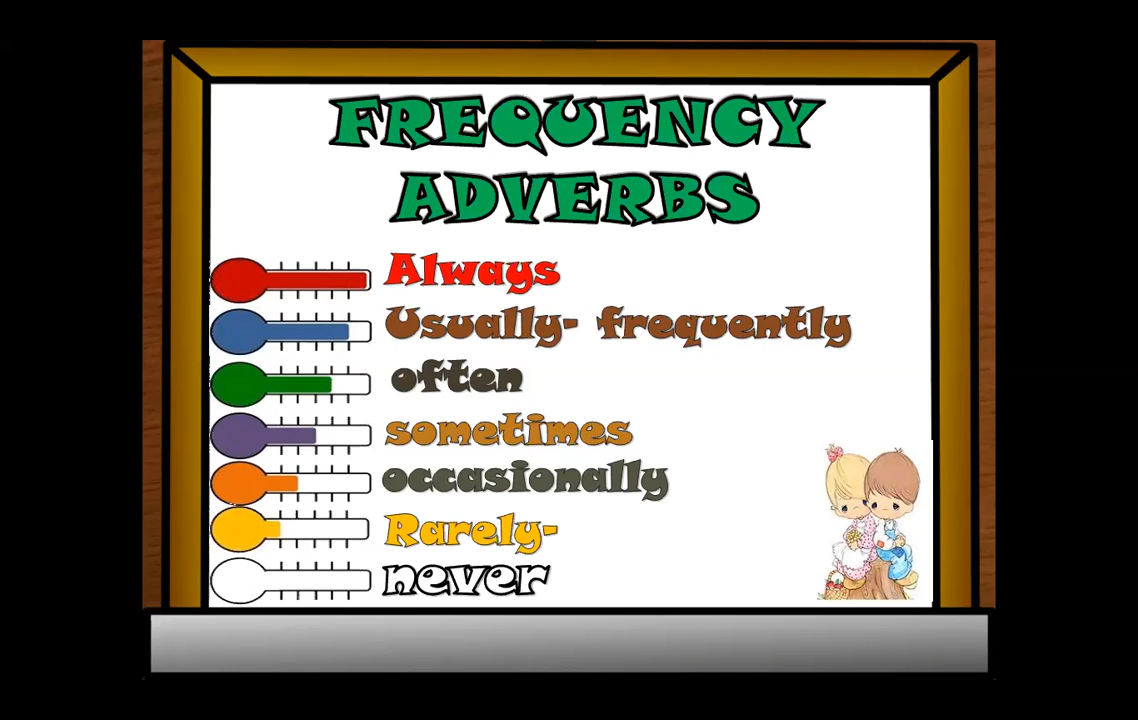 FREQUENCY
ADVERBS
Always
Usually- frequently
often
sometimes
occasionally
Rarely-
never